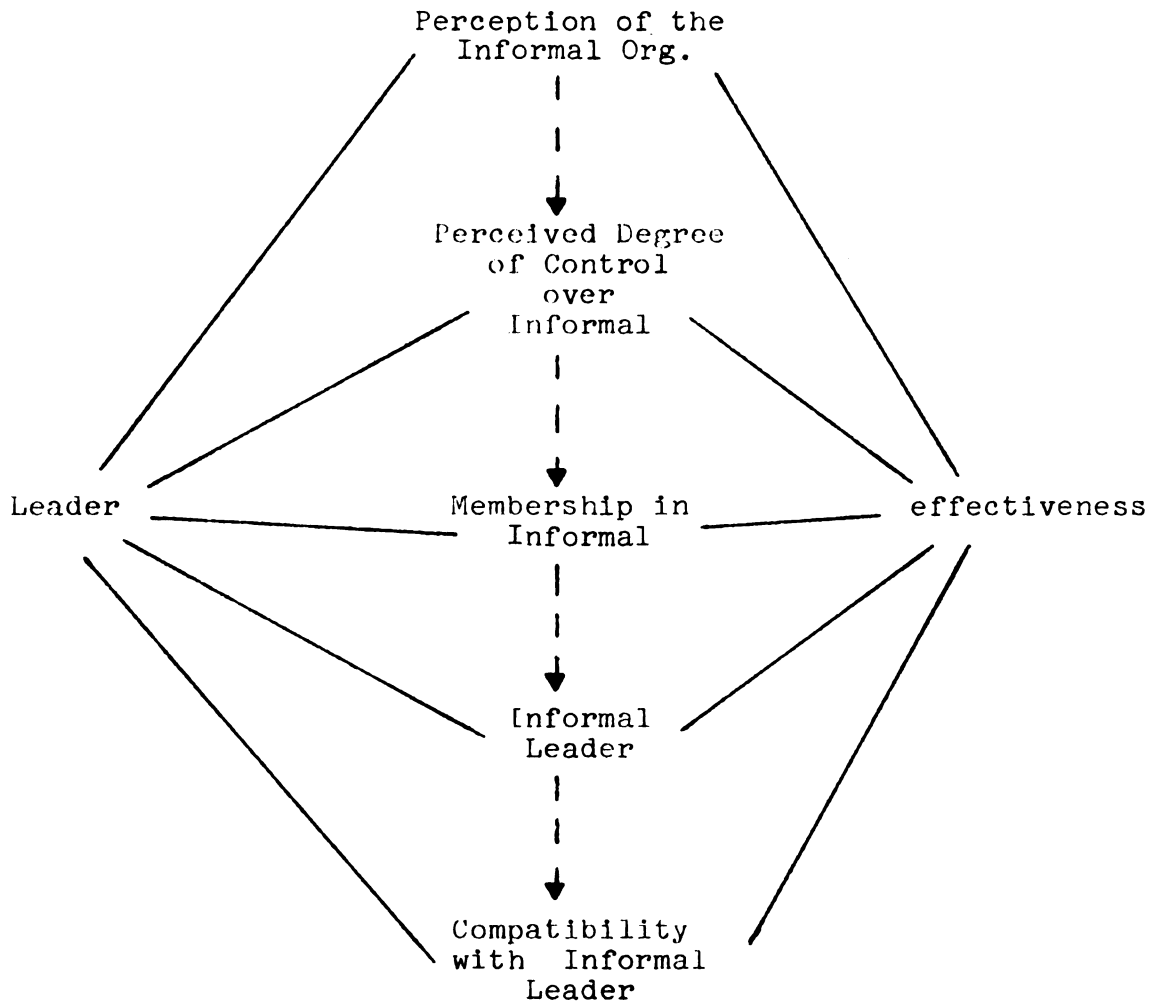 Perception of the
Informal Org.
Perceived Degree
of Control
over
Informal
Leader
Membership in
Informal
effectiveness
Informal
Leader
Compatibility
with Informal
Leader